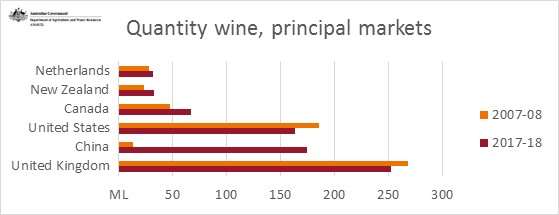 Australian Government
Department of Agriculture and Water Resources
ABARES
Quantity wine, principal markets
Netherlands
New Zealand
Canada
United States
China
United Kingdom
2007-08
2017-18
ML 50 100 150 200 250 300